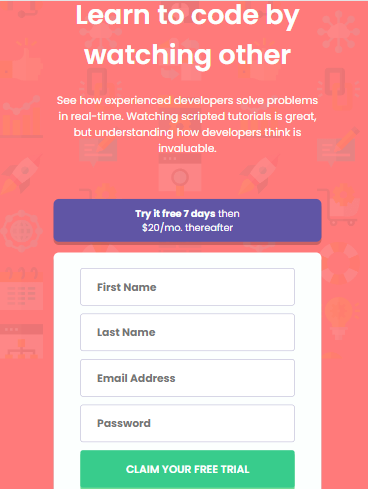 Learn to code by
watching other
See how experienced developers solve problems
in real-time. Watching scripted tutorials is great,
but understanding how developers think is
invaluable.
Try it free 7 days then
$20/mo. thereafter
First Name
Last Name
Email Address
Password
CLAIM YOUR FREE TRIAL